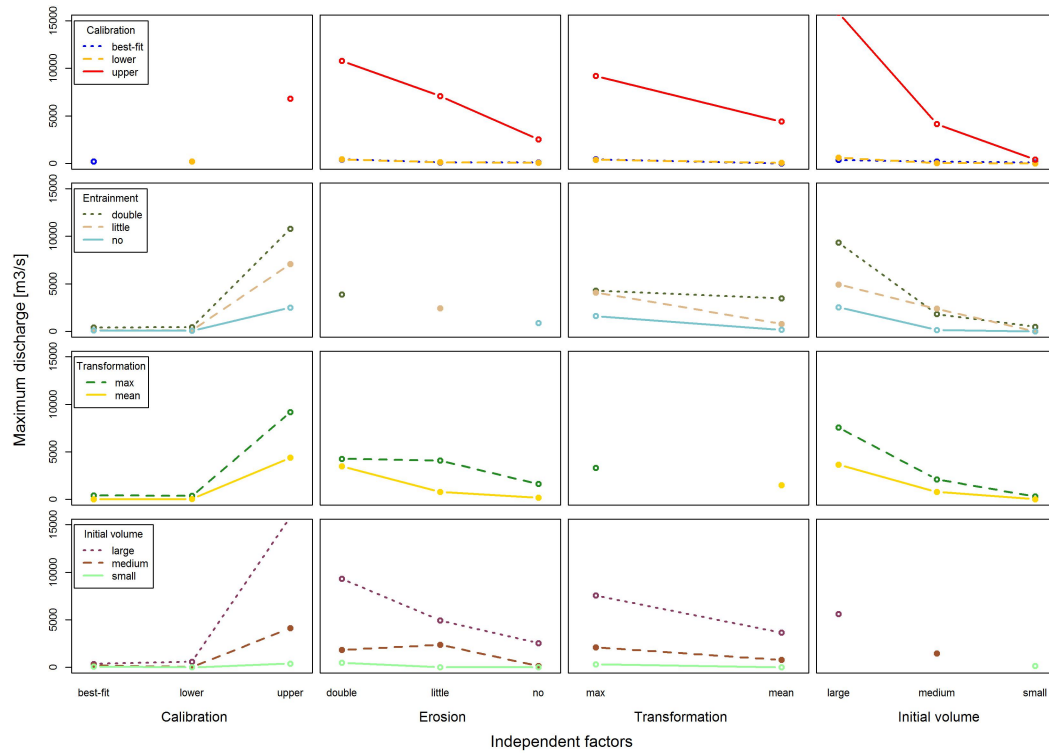 Calibration
best-fit
lower
upper
0
5000
10000
15000
Entrainment
double
little
no
0
5000
10000
15000
Transformation
max
mean
0
5000
10000
15000
Initial volume
large
medium
small
0
5000
10000
15000
Maximum discharge [m3/s]
best-fit lower upper double little no max mean large medium small
Calibration Erosion Transformation Initial volume
Independent factors